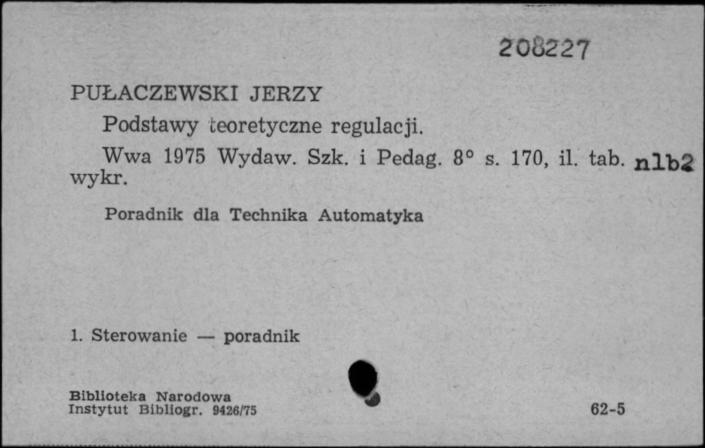 208227
PUŁACZEWSKI JERZY
Podstawy teoretyczne regulacji.
Wwa 1975 Wydaw. Szk. i Pedag. 8° s. 170, il. tab. nlb2
wykr.
Poradnik dla Technika Automatyka
1. Sterowanie — poradnik
Biblioteka Narodowa
Instytut Bibliogr. 9426/75
62-5